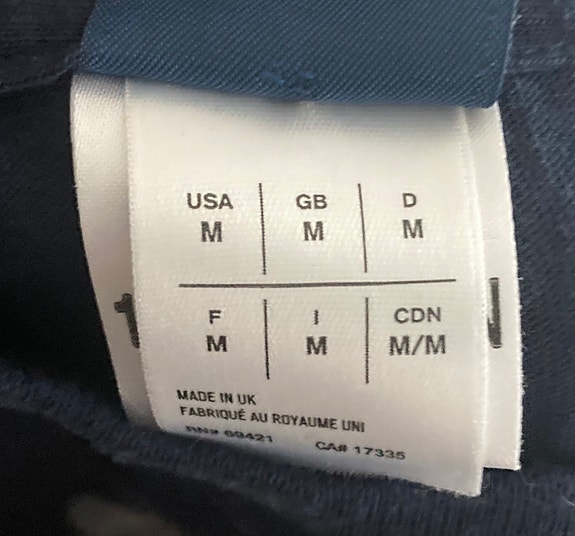 USA GB D
M M M
F I CDN
M M M/M
MADE IN UK
FABRIQUÉ AU ROYAUME UNI
RN# 69421 CA# 17335